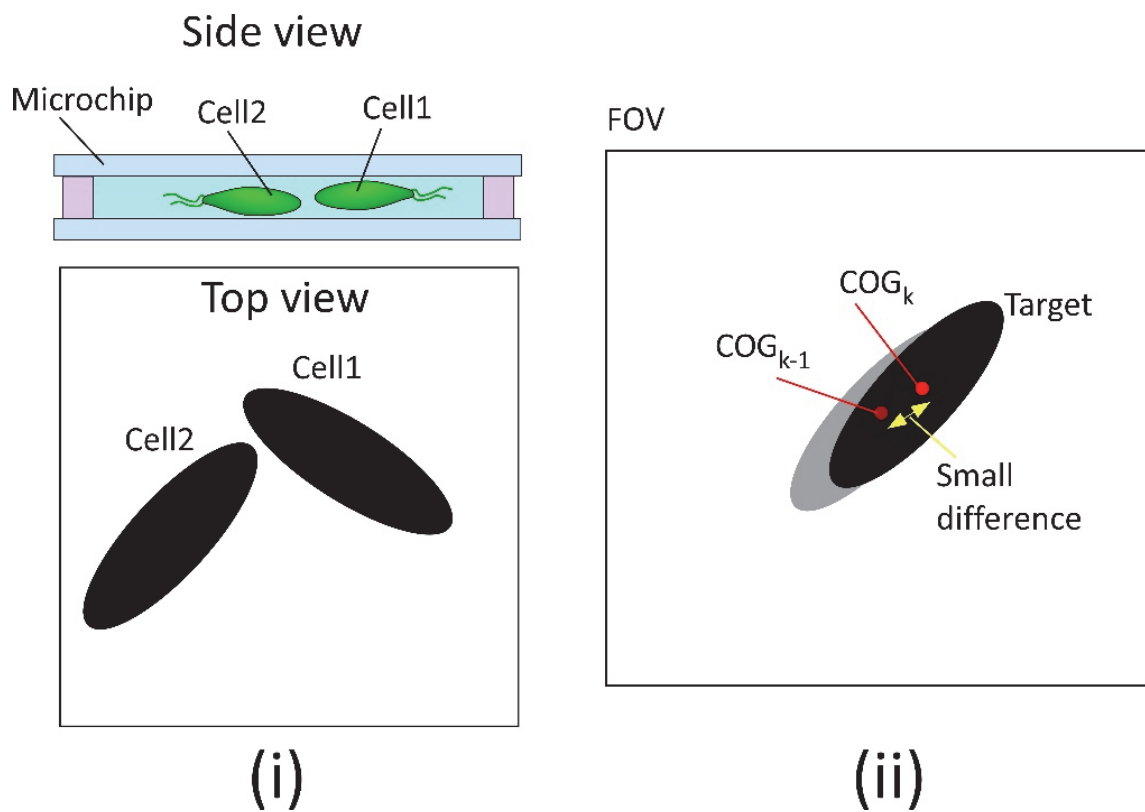 Side view
Microchip
Cell2
Cell1
Top view
Cell1
Cell2
(i)
FOV
COGk
Target
COGk-1
Small
difference
(ii)